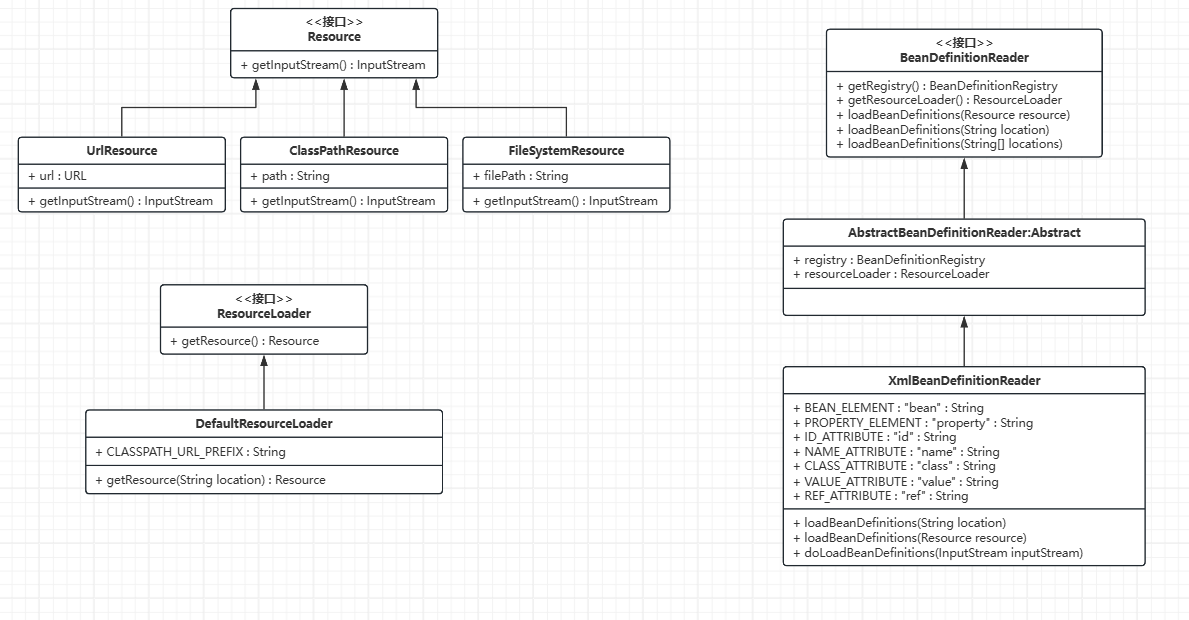 <<接口>>
Resource
+ getInputStream() : InputStream
UrlResource
+ url : URL
+ getInputStream() : InputStream
ClassPathResource
+ path : String
+ getInputStream() : InputStream
FileSystemResource
+ filePath : String
+ getInputStream() : InputStream
<<接口>>
ResourceLoader
+ getResource() : Resource
DefaultResourceLoader
+ CLASSPATH_URL_PREFIX : String
+ getResource(String location) : Resource
<<接口>>
BeanDefinitionReader
+ getRegistry() : BeanDefinitionRegistry
+ getResourceLoader() : ResourceLoader
+ loadBeanDefinitions(Resource resource)
+ loadBeanDefinitions(String location)
+ loadBeanDefinitions(String[] locations)
AbstractBeanDefinitionReader:Abstract
+ registry : BeanDefinitionRegistry
+ resourceLoader : ResourceLoader
XmlBeanDefinitionReader
+ BEAN_ELEMENT : "bean" : String
+ PROPERTY_ELEMENT : "property" : String
+ ID_ATTRIBUTE : "id" : String
+ NAME_ATTRIBUTE : "name" : String
+ CLASS_ATTRIBUTE : "class" : String
+ VALUE_ATTRIBUTE : "value" : String
+ REF_ATTRIBUTE : "ref" : String
+ loadBeanDefinitions(String location)
+ loadBeanDefinitions(Resource resource)
+ doLoadBeanDefinitions(InputStream inputStream)